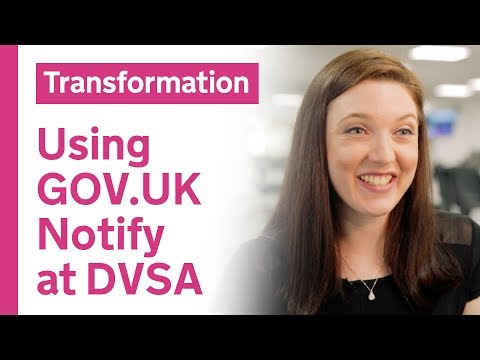 Transformation
Using
GOV.UK
Notify
at DVSA